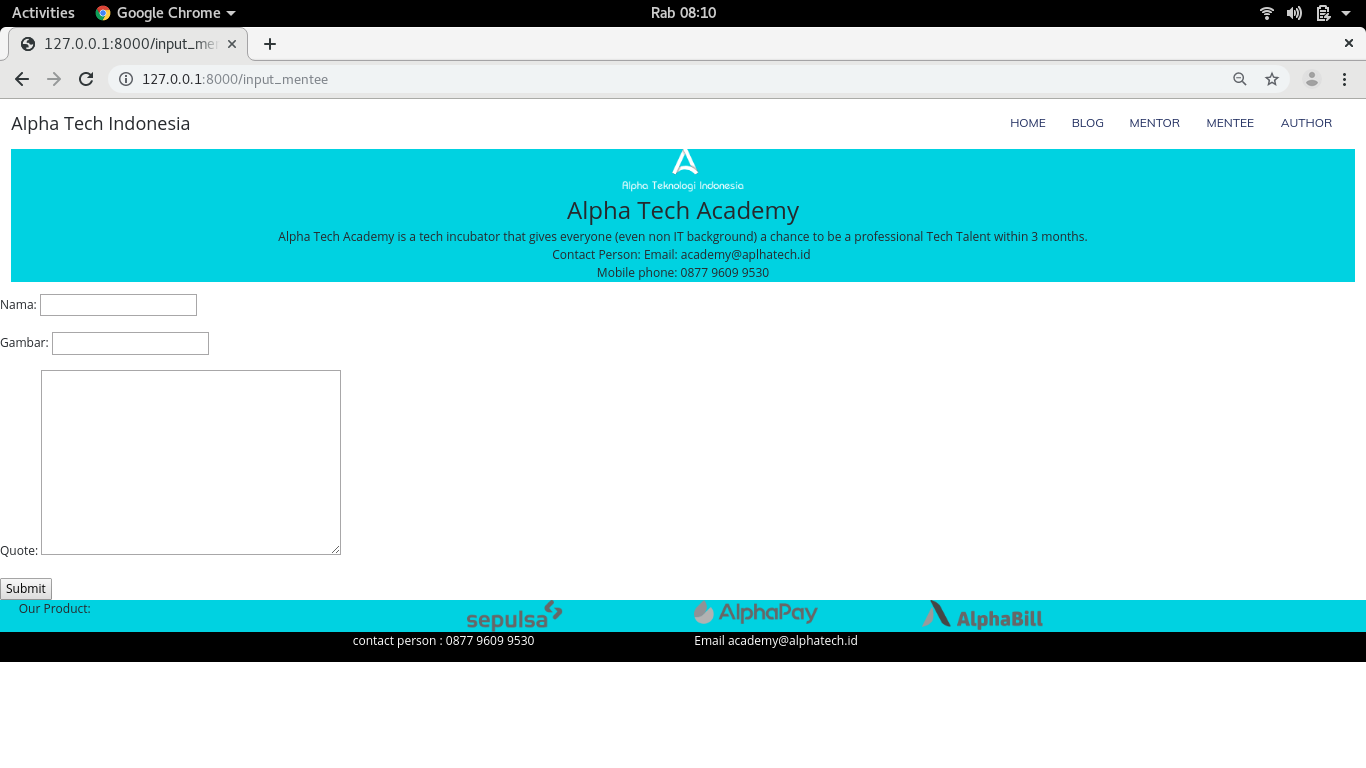 Activities Google Chrome Rab 08:10
127.0.0.1:8000/input_me
127.0.0.1:8000/input_mentee
Alpha Tech Indonesia HOME BLOG MENTOR MENTEE AUTHOR
Alpha Teknologi Indonesia
Alpha Tech Academy
Alpha Tech Academy is a tech incubator that gives everyone (even non IT background) a chance to be a professional Tech Talent within 3 months.
Contact Person: Email: academy@aplhatech.id
Mobile phone: 0877 9609 9530
Nama:
Gambar:
Quote:
Submit
Our Product: sepulsa AlphaPay AlphaBill
contact person : 0877 9609 9530 Email academy@alphatech.id